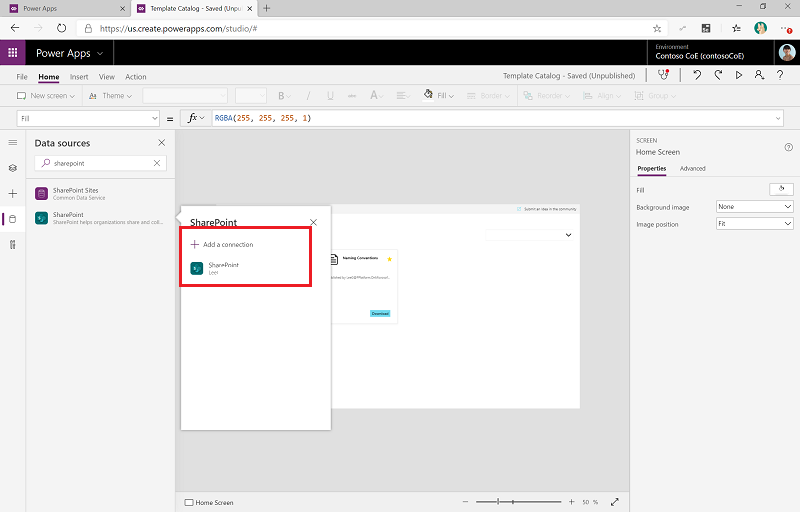 Power Apps
Template Catalog - Saved (Unpu
https://us.create.powerapps.com/studio/#
Power Apps
Environment
Contoso CoE (contosoCoE)
File Home Insert View Action
Template Catalog - Saved (Unpublished)
New screen Theme B / U A Fill Border Reorder Align Group
Fill = fx RGBA(255, 255, 255, 1)
Data sources
sharepoint
SharePoint Sites
Common Data Service
SharePoint
SharePoint helps organizations share and coll...
SharePoint
Add a connection
SharePoint
Submit an idea in the community
Naming Conventions
Download
SCREEN
Home Screen
Properties Advanced
Fill
Background image None
Image position Fit
Home Screen
50 %